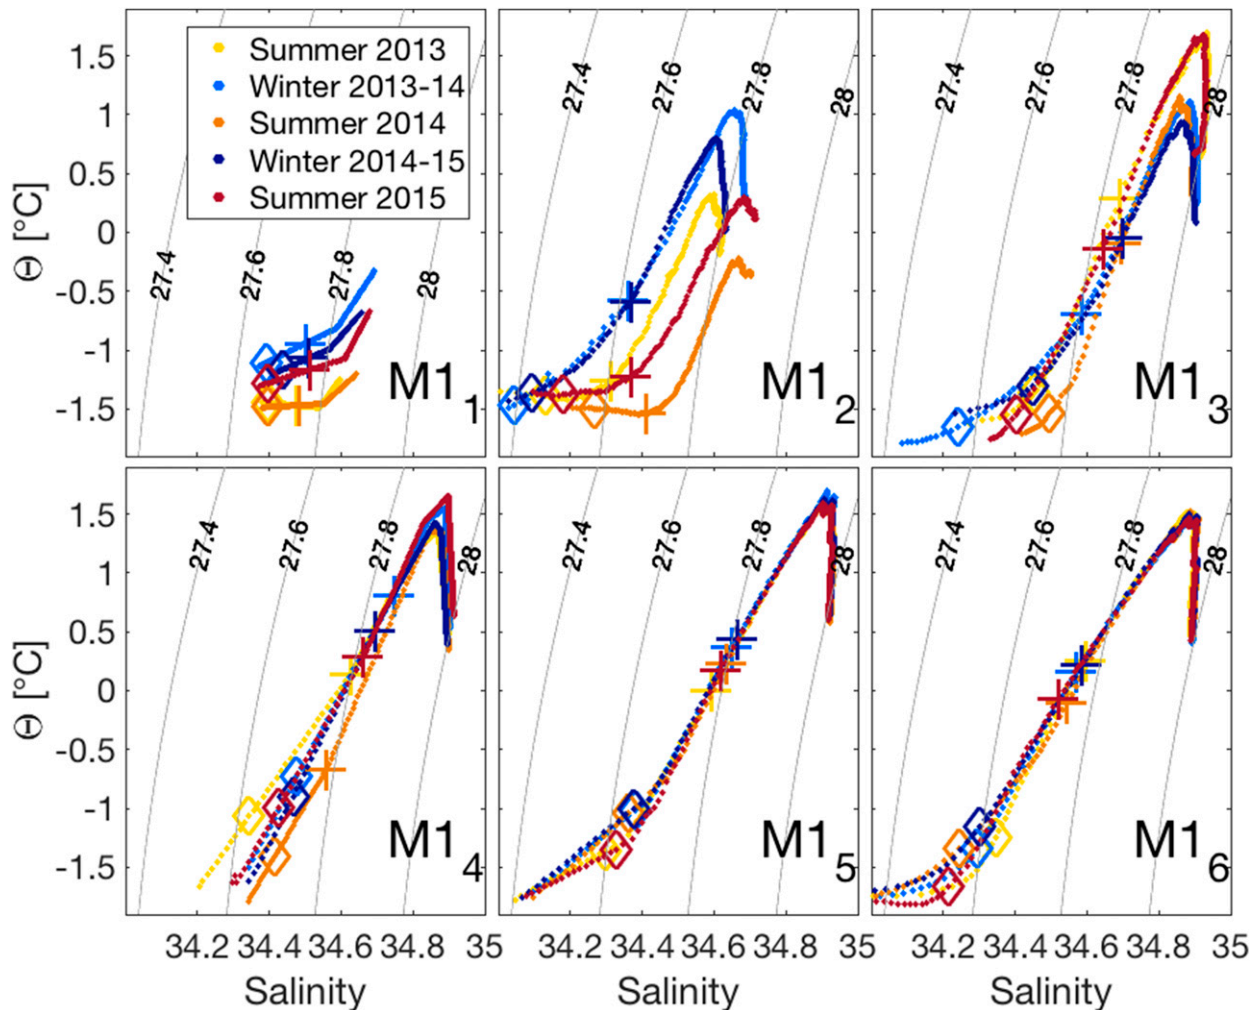 Summer 2013
Winter 2013-14
Summer 2014
Winter 2014-15
Summer 2015
1.5
1
0.5
0
-0.5
-1
-1.5
Θ [°C]
27.4
27.6
27.8
28
M1 1
27.4
27.6
27.8
28
M1 2
27.4
27.6
27.8
28
M1 3
1.5
1
0.5
0
-0.5
-1
-1.5
Θ [°C]
27.4
27.6
27.8
28
M1 4
27.4
27.6
27.8
28
M1 5
27.4
27.6
27.8
28
M1 6
34.2 34.4 34.6 34.8 35
34.2 34.4 34.6 34.8 35
34.2 34.4 34.6 34.8 35
Salinity
Salinity
Salinity